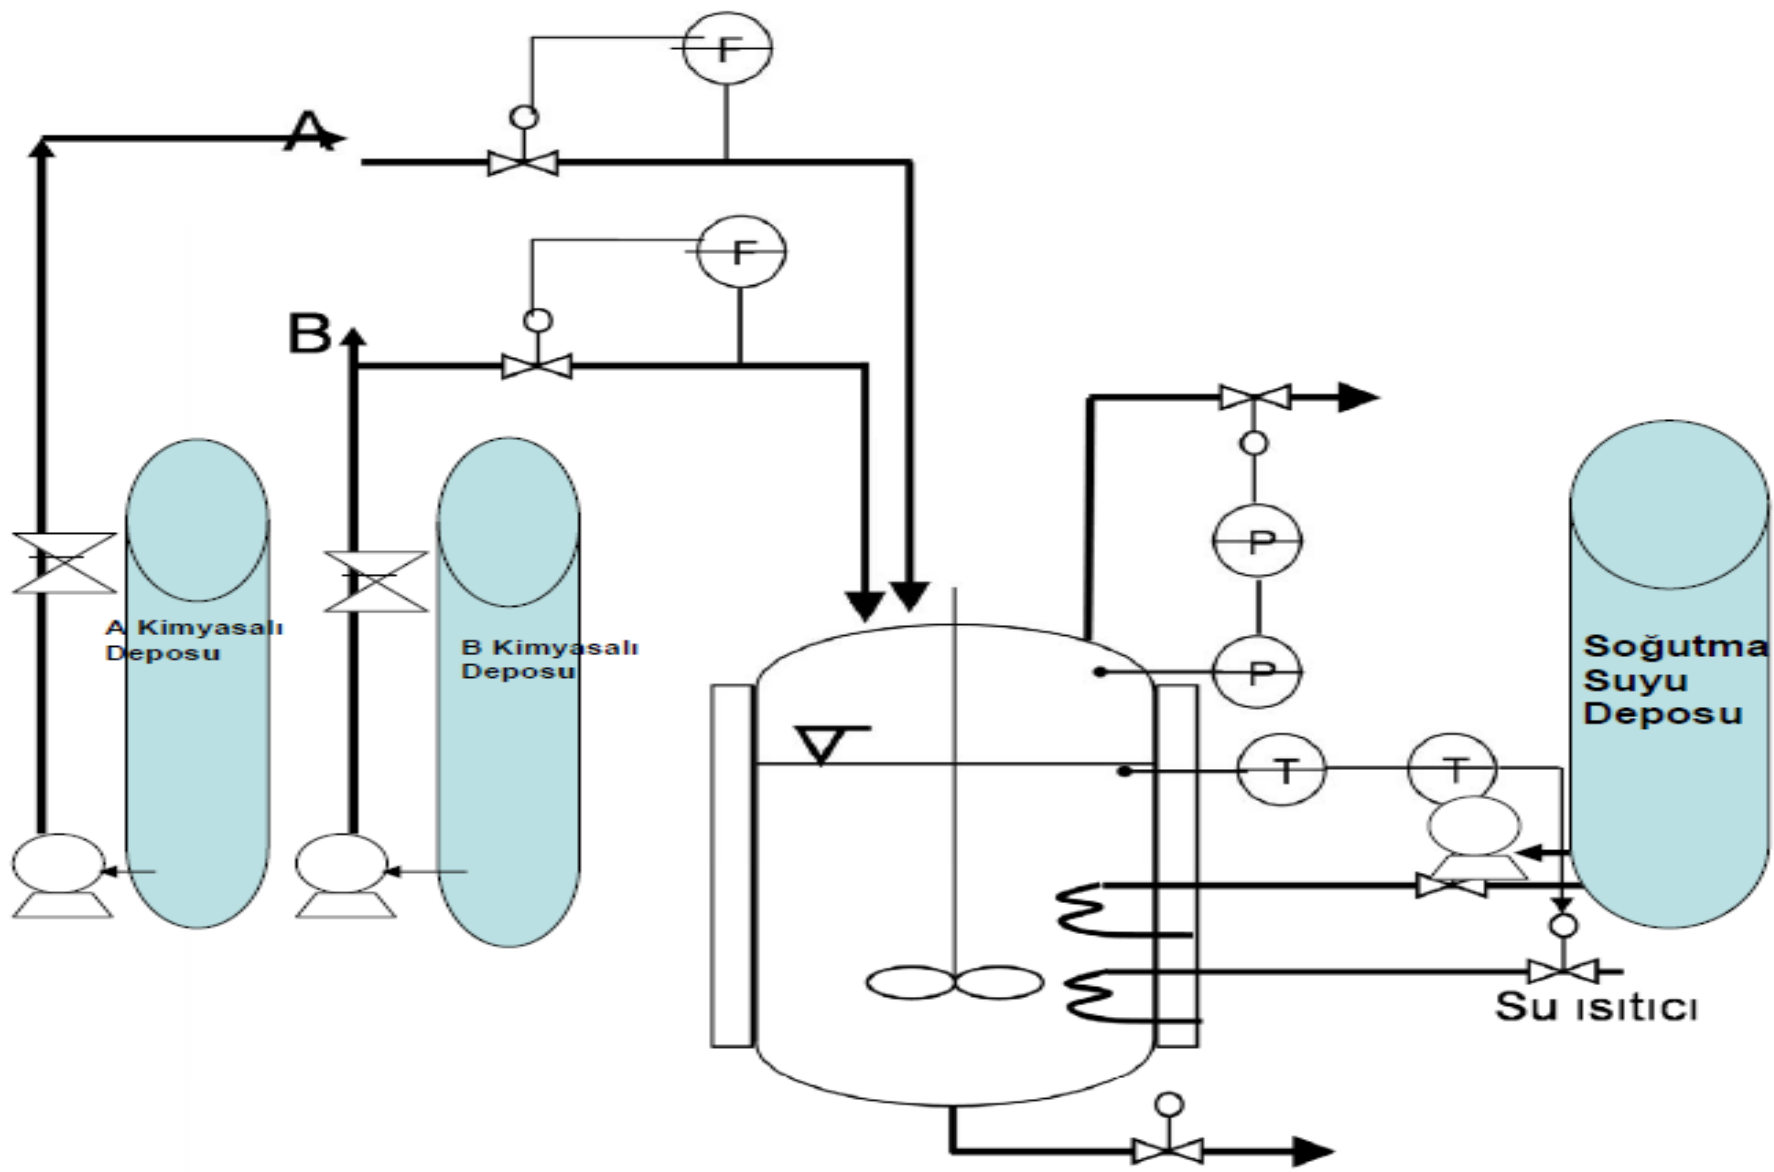 F
A
F
B
P
A Kimyasalı
Deposu
B Kimyasalı
Deposu
P
Soğutma
Suyu
Deposu
T
T
Su ısıtıcı